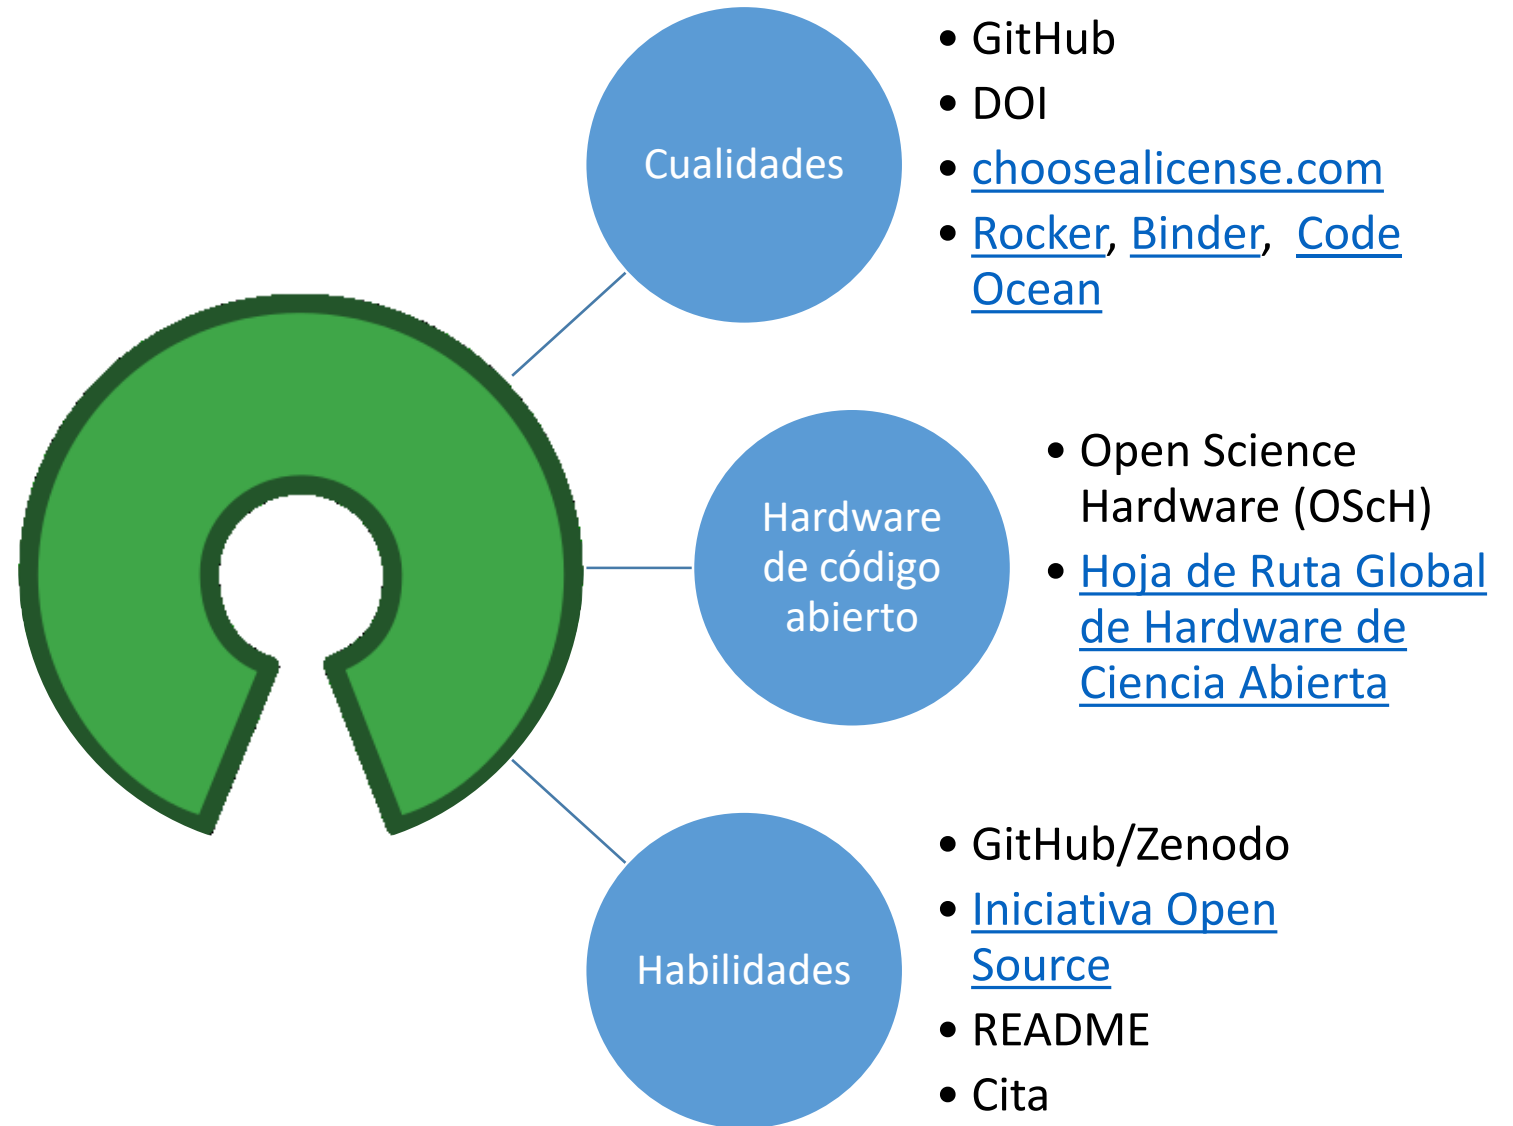 Cualidades
• GitHub
• DOI
• choosealicense.com
• Rocker, Binder, Code
Ocean
Hardware
de código
abierto
• Open Science
Hardware (OScH)
• Hoja de Ruta Global
de Hardware de
Ciencia Abierta
Habilidades
• GitHub/Zenodo
• Iniciativa Open
Source
• README
• Cita